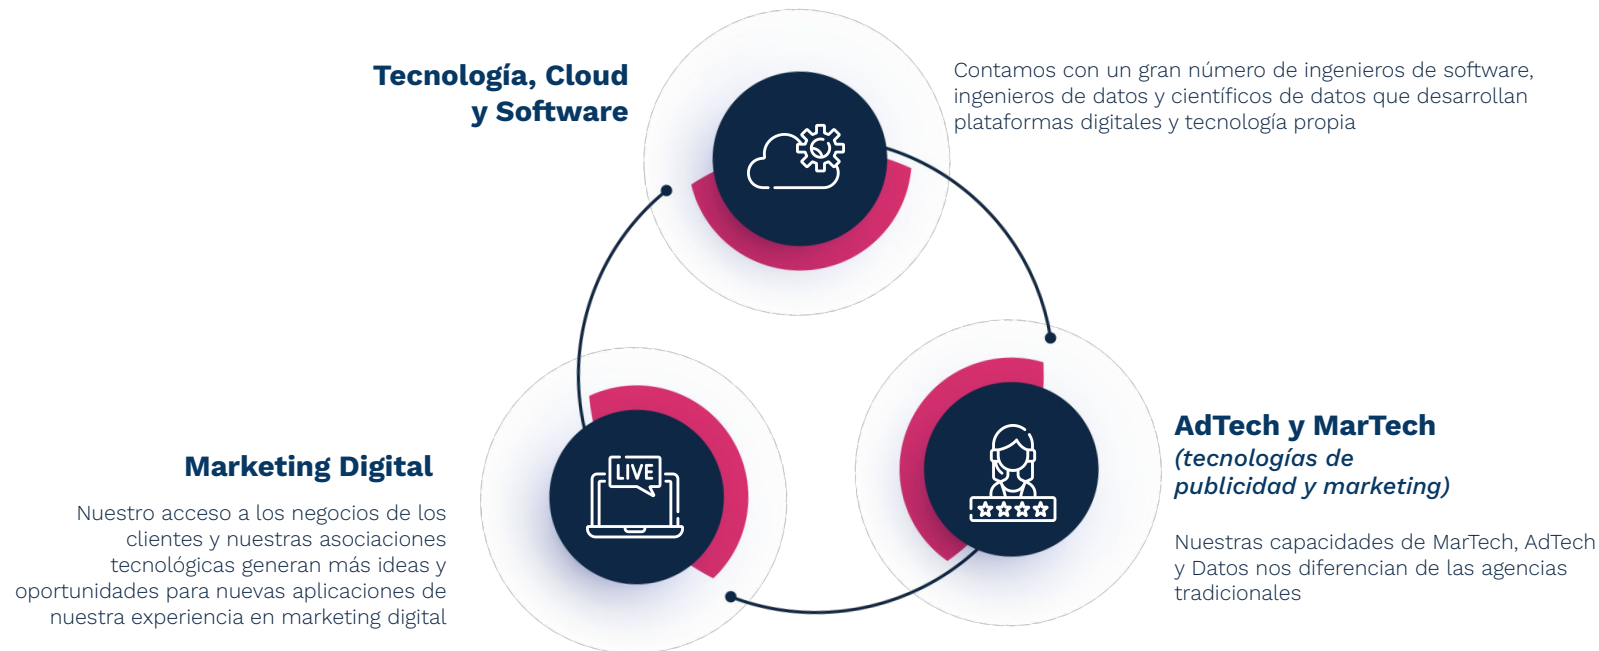 Tecnología, Cloud
y Software
Contamos con un gran número de ingenieros de software,
ingenieros de datos y científicos de datos que desarrollan
plataformas digitales y tecnología propia
AdTech y MarTech
(tecnologías de
publicidad y marketing)
Nuestras capacidades de MarTech, AdTech
y Datos nos diferencian de las agencias
tradicionales
Marketing Digital
Nuestro acceso a los negocios de los
clientes y nuestras asociaciones
tecnológicas generan más ideas y
oportunidades para nuevas aplicaciones de
nuestra experiencia en marketing digital
LIVE